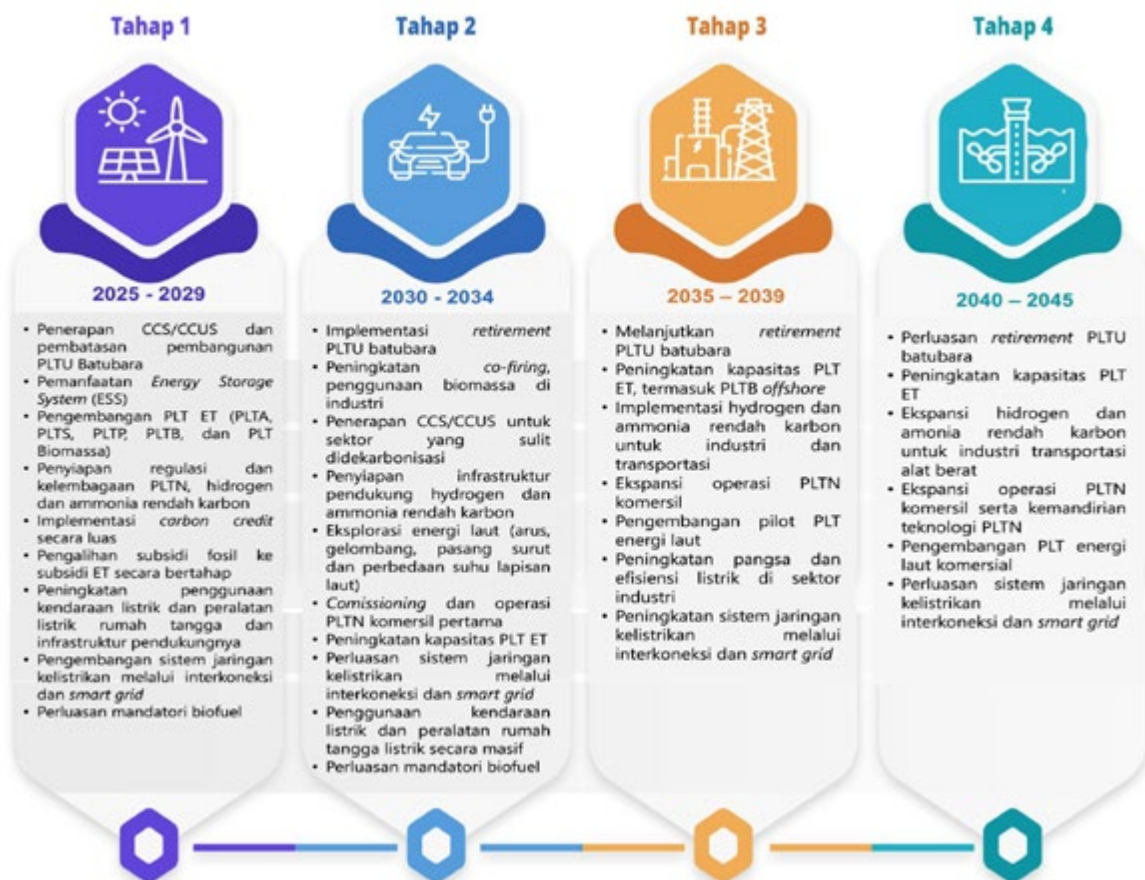 Tahap 1
2025 - 2029
• Penerapan CCS/CCUS dan
pembatasan pembangunan
PLTU Batubara
• Pemanfaatan Energy Storage
System (ESS)
• Pengembangan PLT ET (PLTA,
PLTS, PLTP, PLTB, dan PLT
Biomassa)
• Penyiapan regulasi dan
kelembagaan PLTN, hidrogen
dan ammonia rendah karbon
• Implementasi carbon credit
secara luas
• Pengalihan subsidi fosil ke
subsidi ET secara bertahap
• Peningkatan penggunaan
kendaraan listrik dan peralatan
listrik rumah tangga dan
infrastruktur pendukungnya
• Pengembangan sistem jaringan
kelistrikan melalui interkoneksi
dan smart grid
• Perluasan mandatori biofuel
Tahap 2
2030 - 2034
• Implementasi retirement
PLTU batubara
• Peningkatan co-firing,
penggunaan biomassa di
industri
• Penerapan CCS/CCUS untuk
sektor yang sulit
didekarbonisasi
• Penyiapan infrastruktur
pendukung hydrogen dan
ammonia rendah karbon
• Eksplorasi energi laut (arus,
gelombang, pasang surut
dan perbedaan suhu lapisan
laut)
• Comissioning dan operasi
PLTN komersil pertama
• Peningkatan kapasitas PLT ET
• Perluasan sistem jaringan
kelistrikan melalui
interkoneksi dan smart grid
• Penggunaan kendaraan
listrik dan peralatan rumah
tangga listrik secara masif
• Perluasan mandatori biofuel
Tahap 3
2035 – 2039
• Melanjutkan retirement
PLTU batubara
• Peningkatan kapasitas PLT
ET, termasuk PLTB offshore
• Implementasi hydrogen dan
ammonia rendah karbon
untuk industri dan
transportasi
• Ekspansi operasi PLTN
komersil
• Pengembangan pilot PLT
energi laut
• Peningkatan pangsa dan
efisiensi listrik di sektor
industri
• Peningkatan sistem jaringan
kelistrikan melalui
interkoneksi dan smart grid
Tahap 4
2040 – 2045
• Perluasan retirement PLTU
batubara
• Peningkatan kapasitas PLT
ET
• Ekspansi hidrogen dan
amonia rendah karbon
untuk industri transportasi
alat berat
• Ekspansi operasi PLTN
komersil serta kemandirian
teknologi PLTN
• Pengembangan PLT energi
laut komersial
• Perluasan sistem jaringan
kelistrikan melalui
interkoneksi dan smart grid